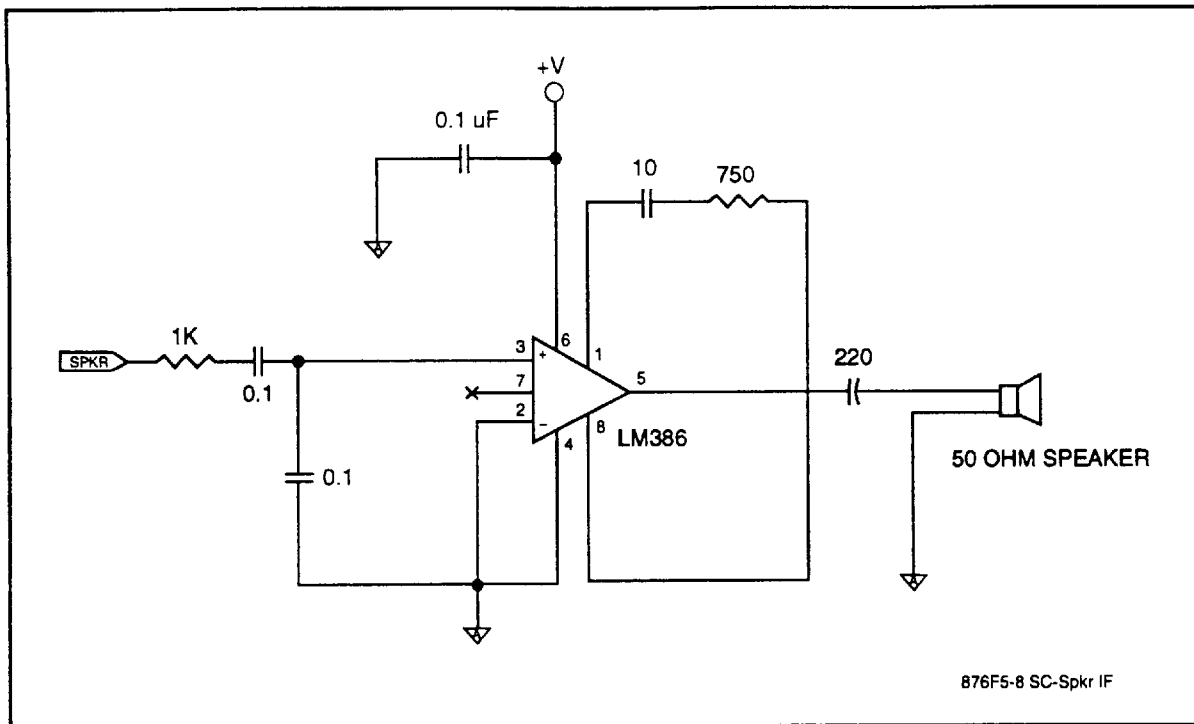 +V
0.1 uF
10
750
SPKR
1K
0.1
3
+
6
1
7
2
−
4
8
5
LM386
220
0.1
50 OHM SPEAKER
A
A
A
876F5-8 SC-Spkr IF